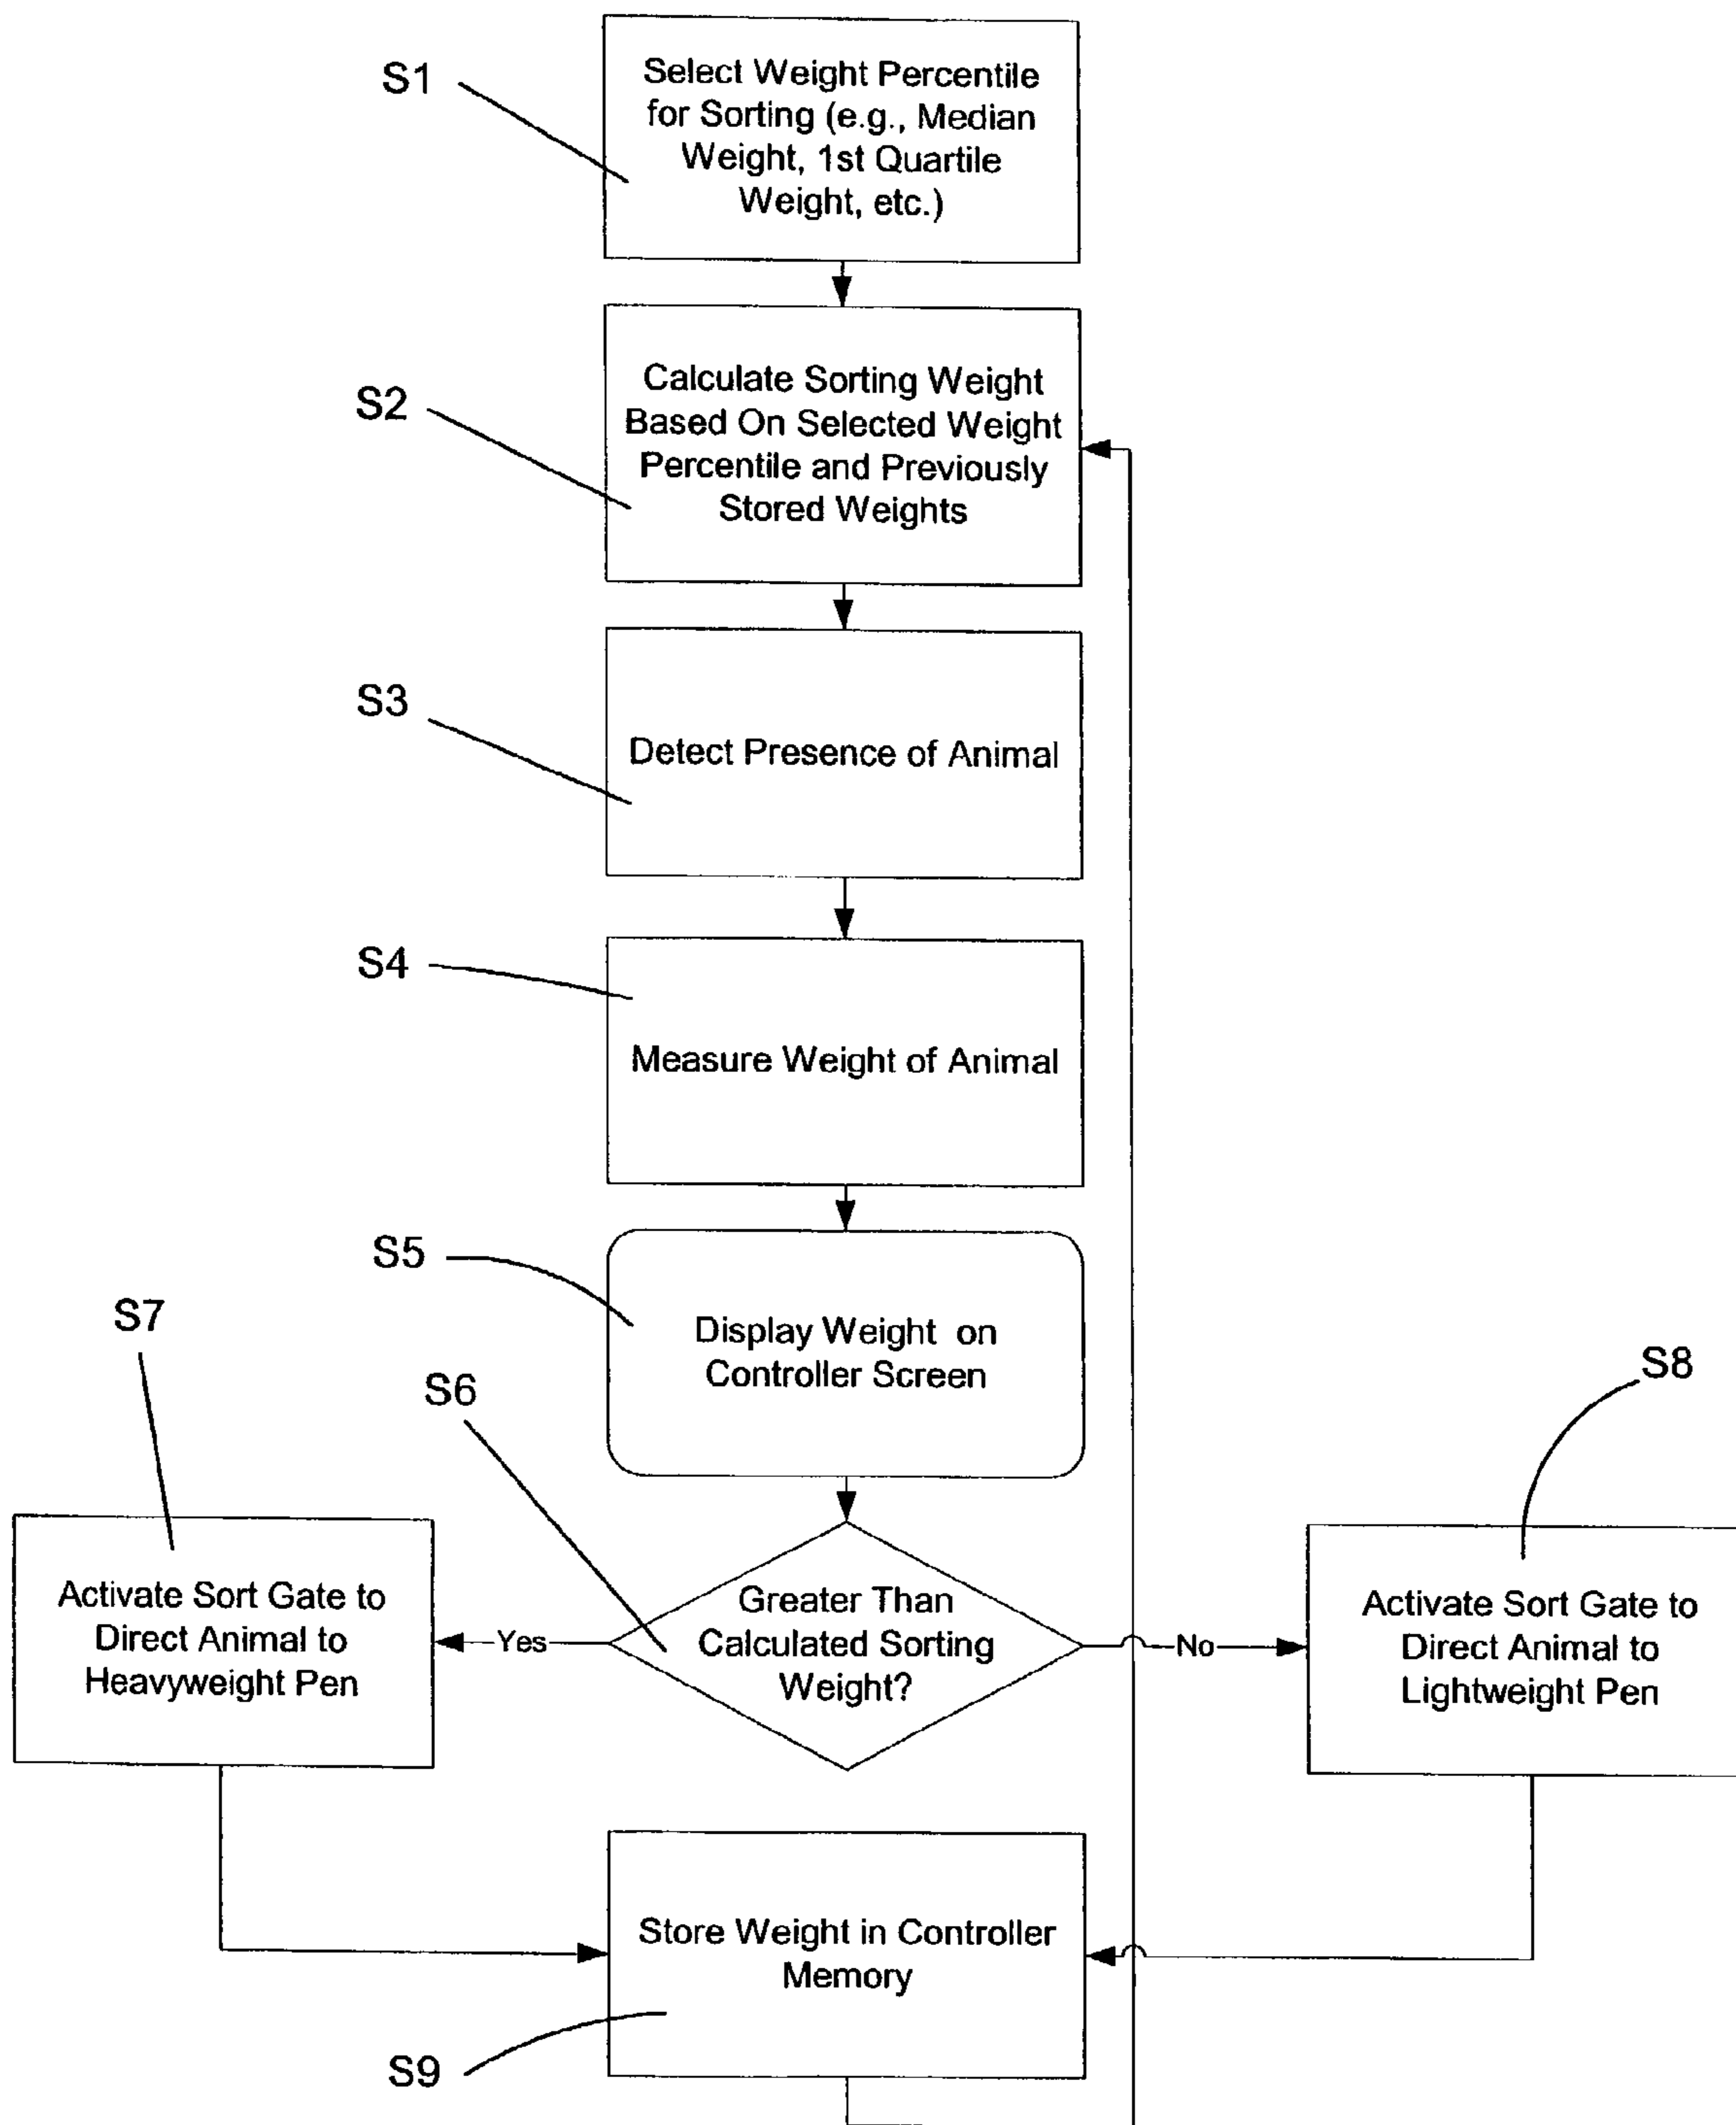 S1
Select Weight Percentile
for Sorting (e.g., Median
Weight, 1st Quartile
Weight, etc.)
S2
Calculate Sorting Weight
Based On Selected Weight
Percentile and Previously
Stored Weights
S3
Detect Presence of Animal
S4
Measure Weight of Animal
S5
Display Weight on
Controller Screen
S6
Greater Than
Calculated Sorting
Weight?
Yes
No
S7
Activate Sort Gate to
Direct Animal to
Heavyweight Pen
S8
Activate Sort Gate to
Direct Animal to
Lightweight Pen
Store Weight in Controller
Memory
S9